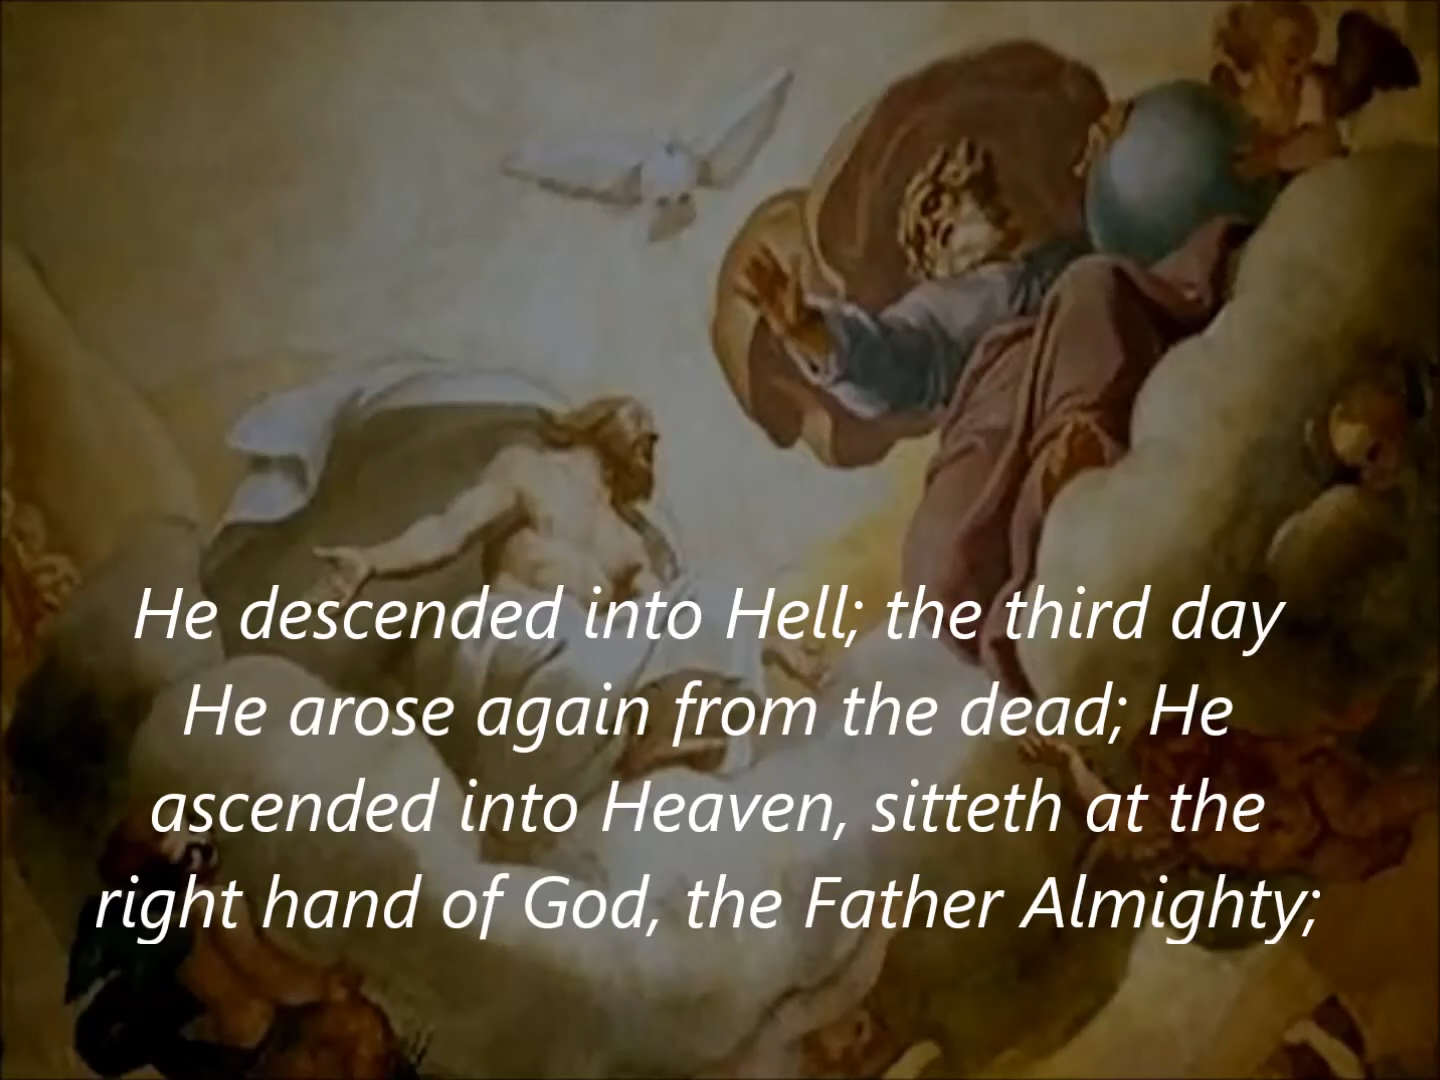 He descended into Hell; the third day
He arose again from the dead; He
ascended into Heaven, sitteth at the
right hand of God, the Father Almighty;